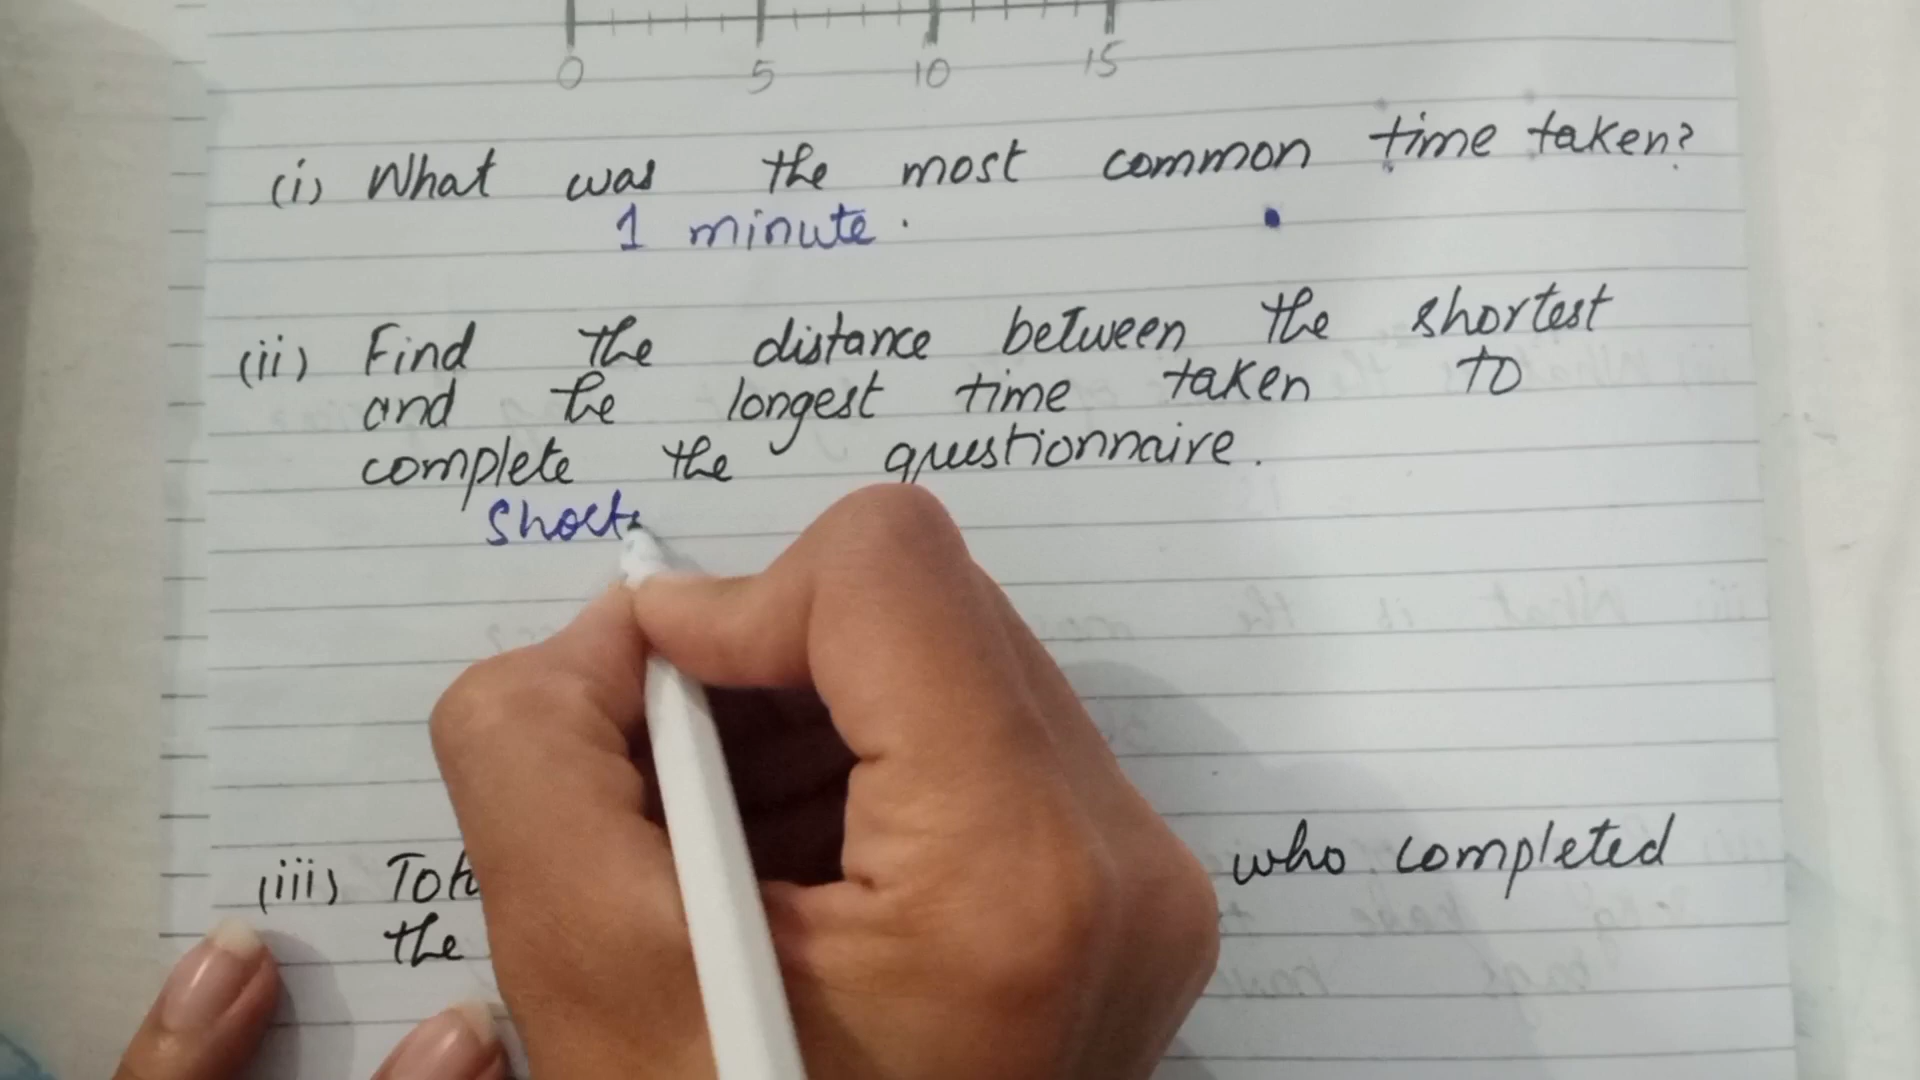 0 5 10 15
(i) What was the most common time taken?
1 minute.
(ii) Find the distance between the shortest
and the longest time taken to
complete the questionnaire.
(iii) who completed
the